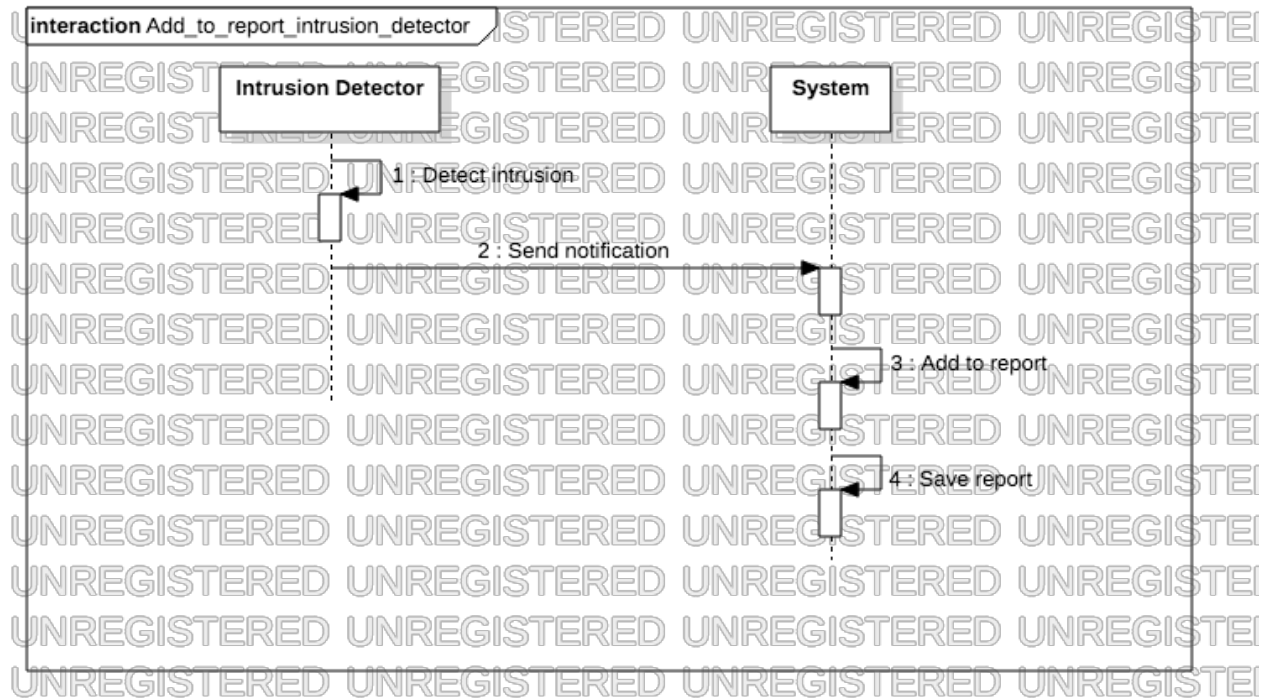 interaction Add_to_report_intrusion_detector
UNREGISTERED UNREGISTERED UNREGISTERED UNREGISTE
Intrusion Detector
System
1 : Detect intrusion
2 : Send notification
3 : Add to report
4 : Save report